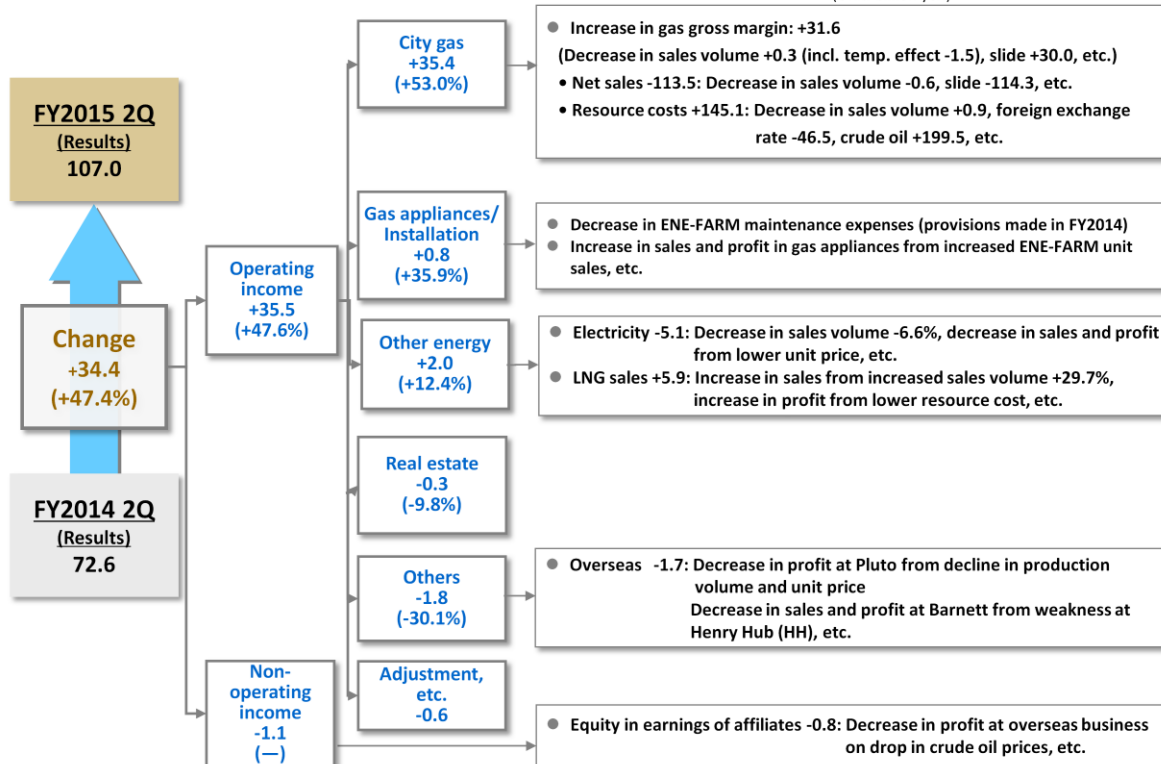 FY2015 2Q
(Results)
107.0
Change
+34.4
(+47.4%)
FY2014 2Q
(Results)
72.6
Operating
income
+35.5
(+47.6%)
Non-
operating
income
-1.1
(—)
City gas
+35.4
(+53.0%)
Gas appliances/
Installation
+0.8
(+35.9%)
Other energy
+2.0
(+12.4%)
Real estate
-0.3
(-9.8%)
Others
-1.8
(-30.1%)
Adjustment,
etc.
-0.6
● Increase in gas gross margin: +31.6
(Decrease in sales volume +0.3 (incl. temp. effect -1.5), slide +30.0, etc.)
• Net sales -113.5: Decrease in sales volume -0.6, slide -114.3, etc.
• Resource costs +145.1: Decrease in sales volume +0.9, foreign exchange
rate -46.5, crude oil +199.5, etc.
● Decrease in ENE-FARM maintenance expenses (provisions made in FY2014)
● Increase in sales and profit in gas appliances from increased ENE-FARM unit
sales, etc.
● Electricity -5.1: Decrease in sales volume -6.6%, decrease in sales and profit
from lower unit price, etc.
● LNG sales +5.9: Increase in sales from increased sales volume +29.7%,
increase in profit from lower resource cost, etc.
● Overseas -1.7: Decrease in profit at Pluto from decline in production
volume and unit price
Decrease in sales and profit at Barnett from weakness at
Henry Hub (HH), etc.
● Equity in earnings of affiliates -0.8: Decrease in profit at overseas business
on drop in crude oil prices, etc.